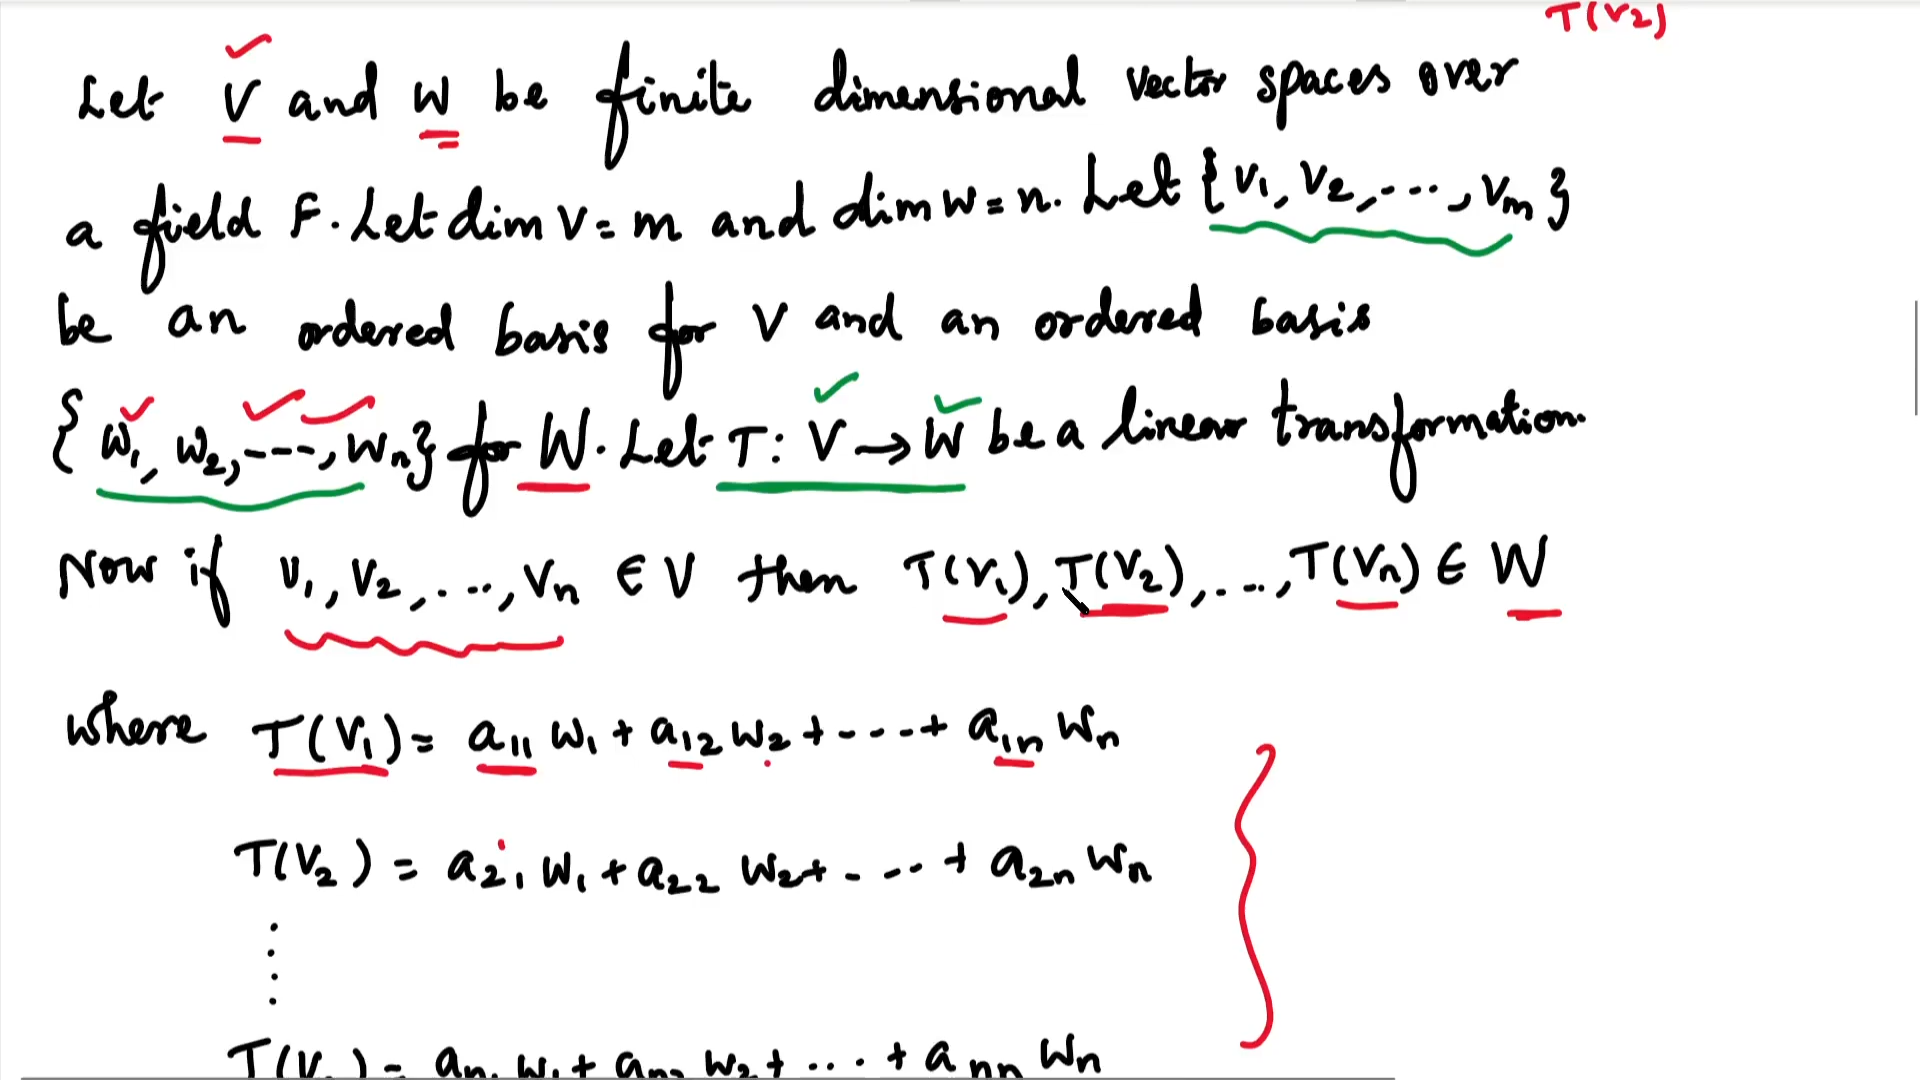 T(V2)
Let V and W be finite dimensional vector spaces over
a field F. Let dim V = m and dim W = n. Let {V1, V2, ..., Vm}
be an ordered basis for V and an ordered basis
{W1, W2, ---, Wn} for W. Let T: V → W be a linear transformation.
Now if V1, V2, ..., Vn ∈ V then T(V1), T(V2), ..., T(Vn) ∈ W
where T(V1) = a11 W1 + a12 W2 + ---- + a1n Wn
T(V2) = a21 W1 + a22 W2 + - --- + a2n Wn